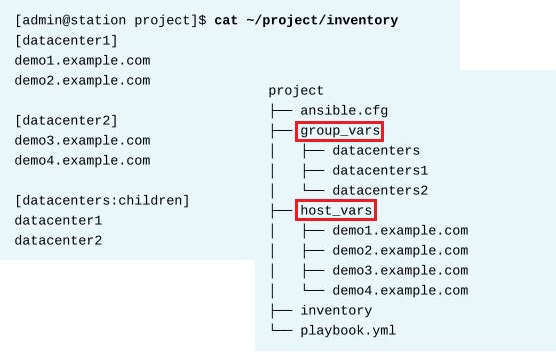 [admin@station project]$ cat ~/project/inventory
[datacenter1]
demo1.example.com
demo2.example.com
[datacenter2]
demo3.example.com
demo4.example.com
[datacenters:children]
datacenter1
datacenter2
project
├── ansible.cfg
├── group_vars
│   ├── datacenters
│   ├── datacenters1
│   └── datacenters2
├── host_vars
│   ├── demo1.example.com
│   ├── demo2.example.com
│   ├── demo3.example.com
│   └── demo4.example.com
├── inventory
└── playbook.yml